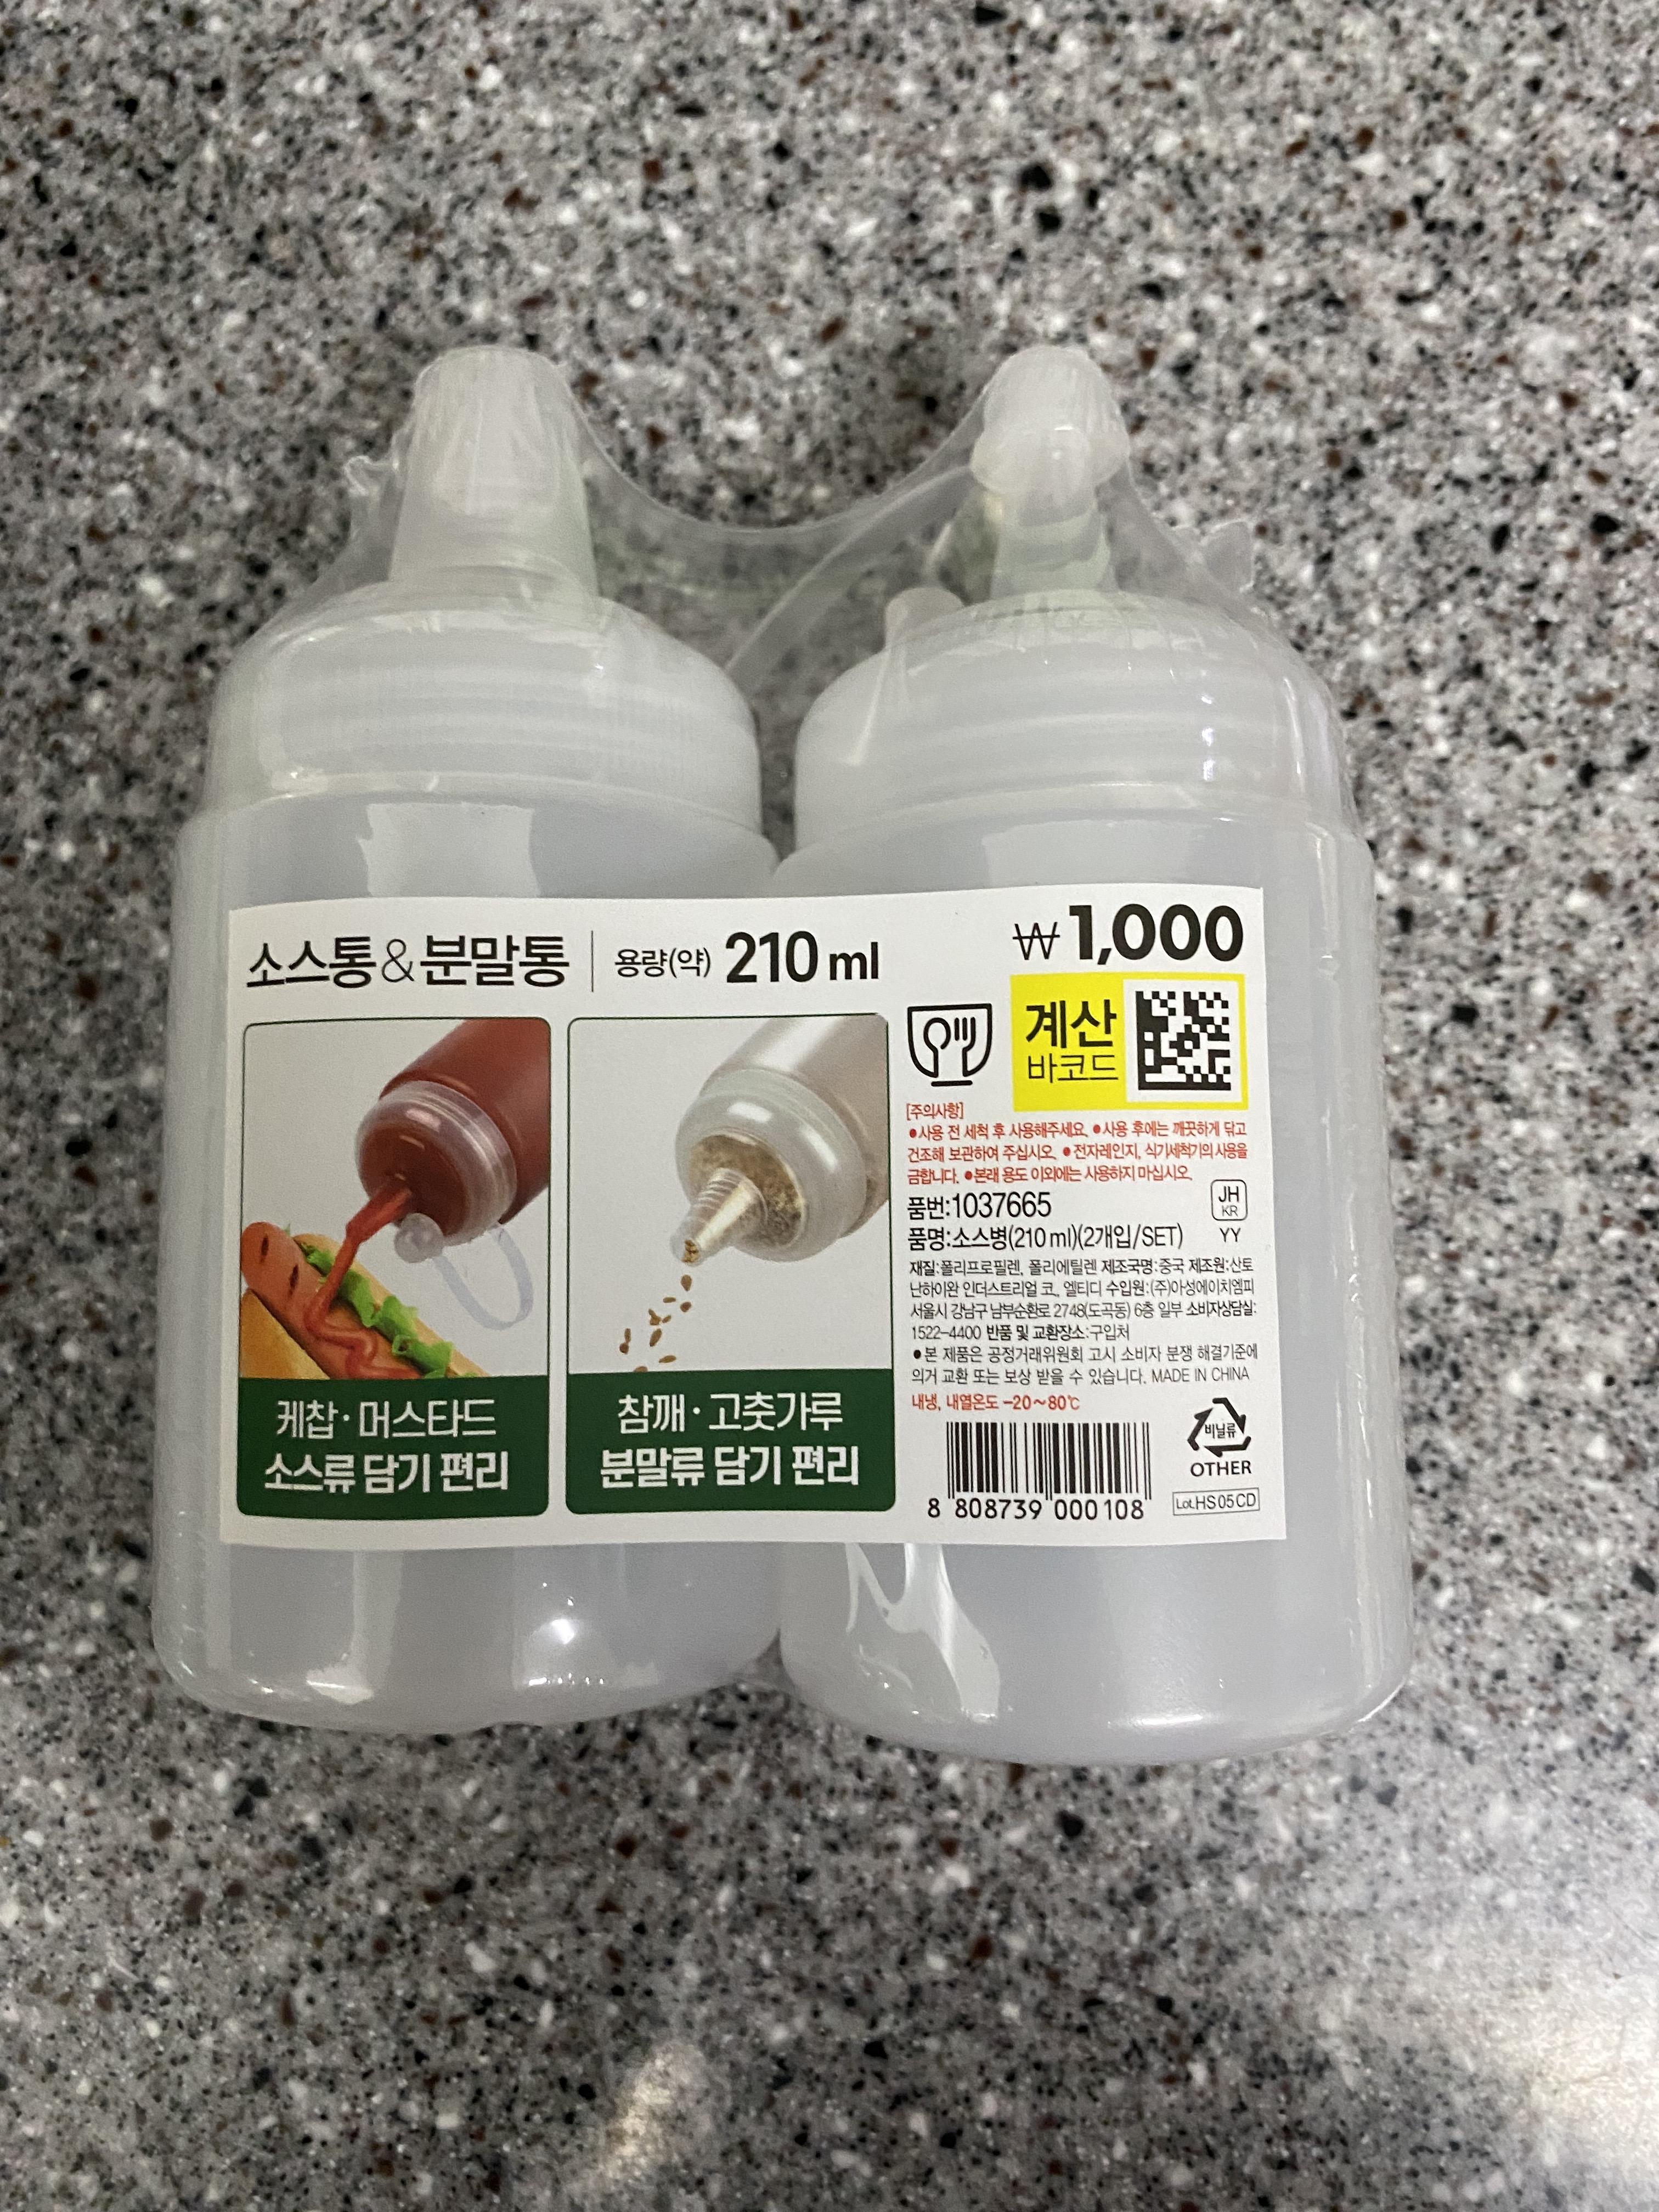 소스통&분말통 용량(약) 210 ml
₩1,000
계산
바코드
케찹·머스타드
소스류 담기 편리
참깨·고춧가루
분말류 담기 편리
[주의사항]
●사용 전 세척 후 사용해주세요. ●사용 후에는 깨끗하게 닦고
건조해 보관하여 주십시오. ●전자레인지, 식기세척기의 사용을
금합니다. ●본래 용도 이외에는 사용하지 마십시오.
품번:1037665
품명:소스병(210 ml)(2개입/SET)
JH
KR
YY
재질:폴리프로필렌, 폴리에틸렌 제조국명:중국 제조원:산토
난하이완 인더스트리얼 코., 엘티디 수입원:(주)아성에이치엠피
서울시 강남구 남부순환로 2748(도곡동) 6층 일부 소비자상담실:
1522-4400 반품 및 교환장소:구입처
●본 제품은 공정거래위원회 고시 소비자 분쟁 해결기준에
의거 교환 또는 보상 받을 수 있습니다. MADE IN CHINA
내냉, 내열온도 -20~80℃
8 808739 000108
비닐류
OTHER
Lot.HS05CD